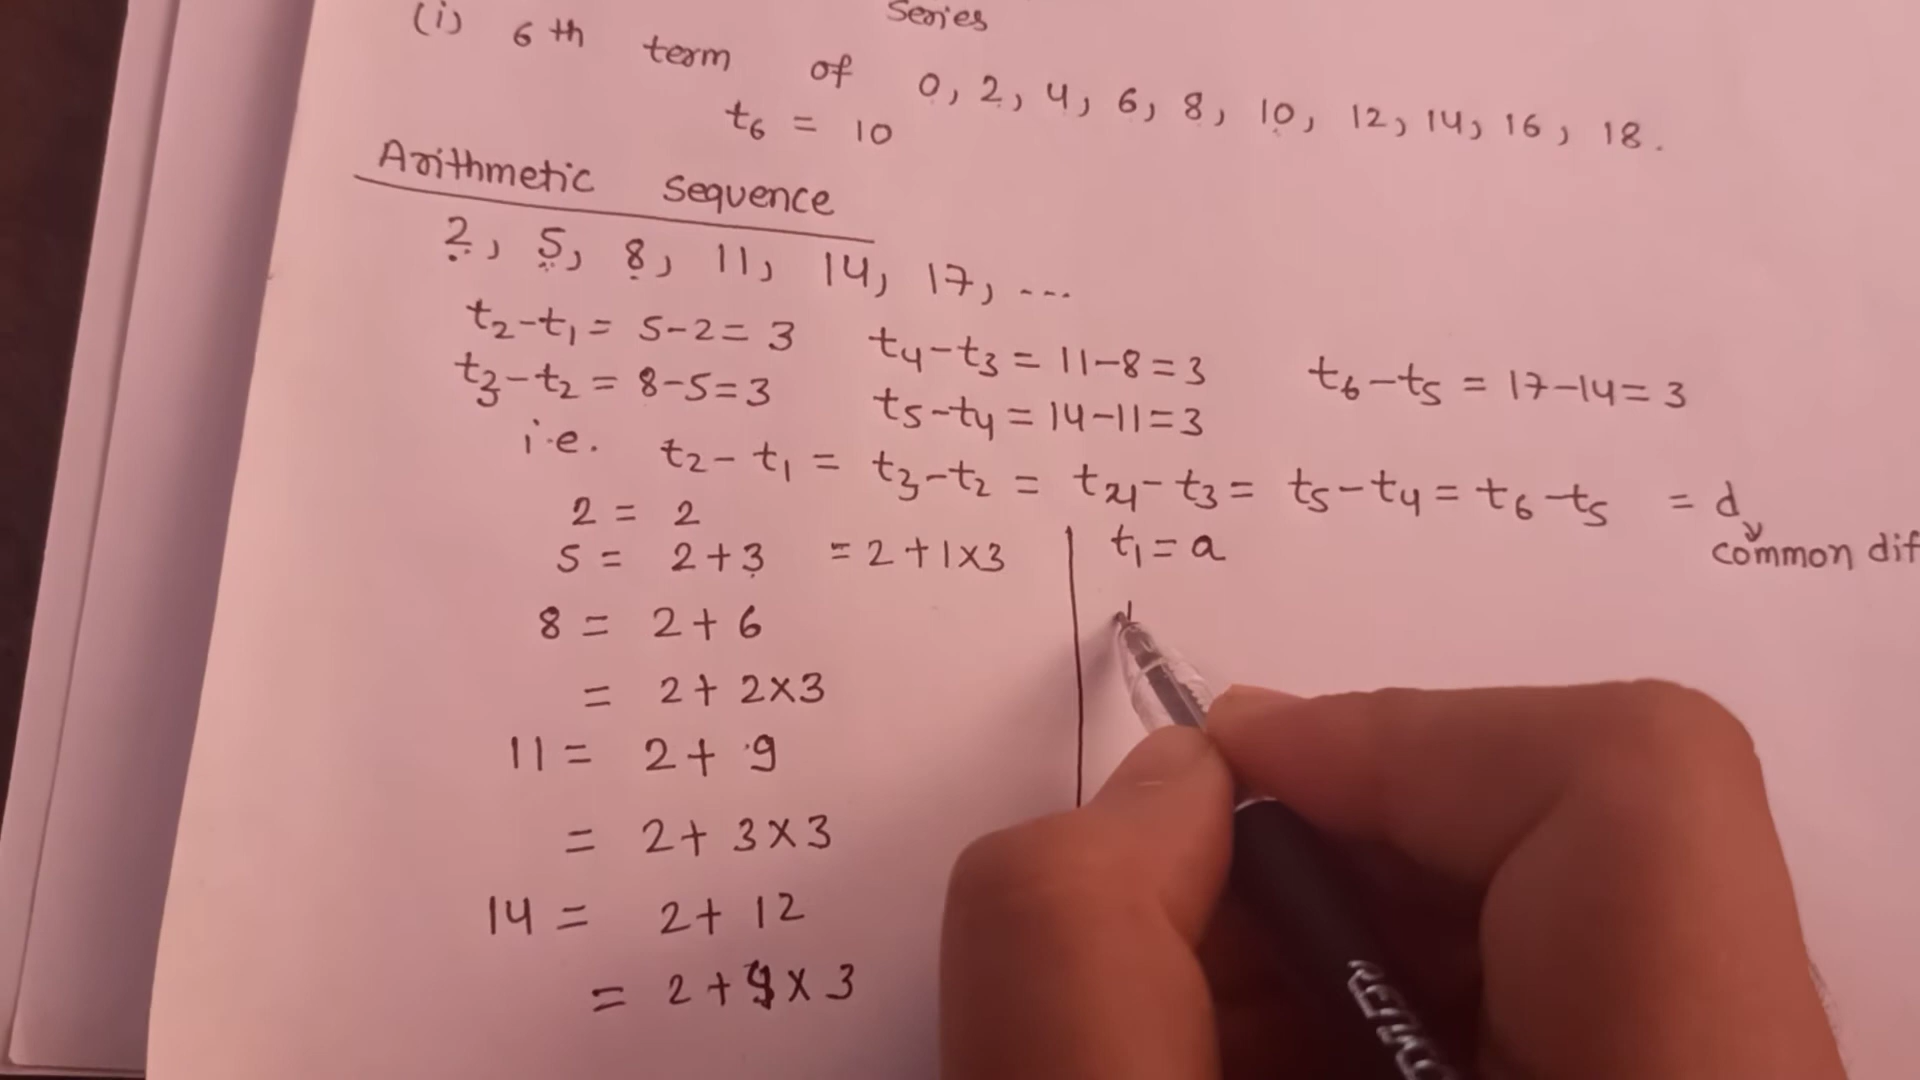 Series
(i) 6th term of 0, 2, 4, 6, 8, 10, 12, 14, 16, 18.
t6 = 10
Arithmetic Sequence
2, 5, 8, 11, 14, 17, ...
t2-t1 = 5-2 = 3 t4-t3 = 11-8 = 3 t6-t5 = 17-14 = 3
t3-t2 = 8-5=3 t5-t4 = 14-11=3
i.e. t2-t1 = t3-t2 = t4-t3 = t5-t4 = t6-t5 = d
common dif
2 = 2
5 = 2+3 = 2+1×3 t1 = a
8 = 2+6
= 2+ 2×3
11 = 2+ 9
= 2+ 3×3
14 = 2+ 12
= 2+4×3